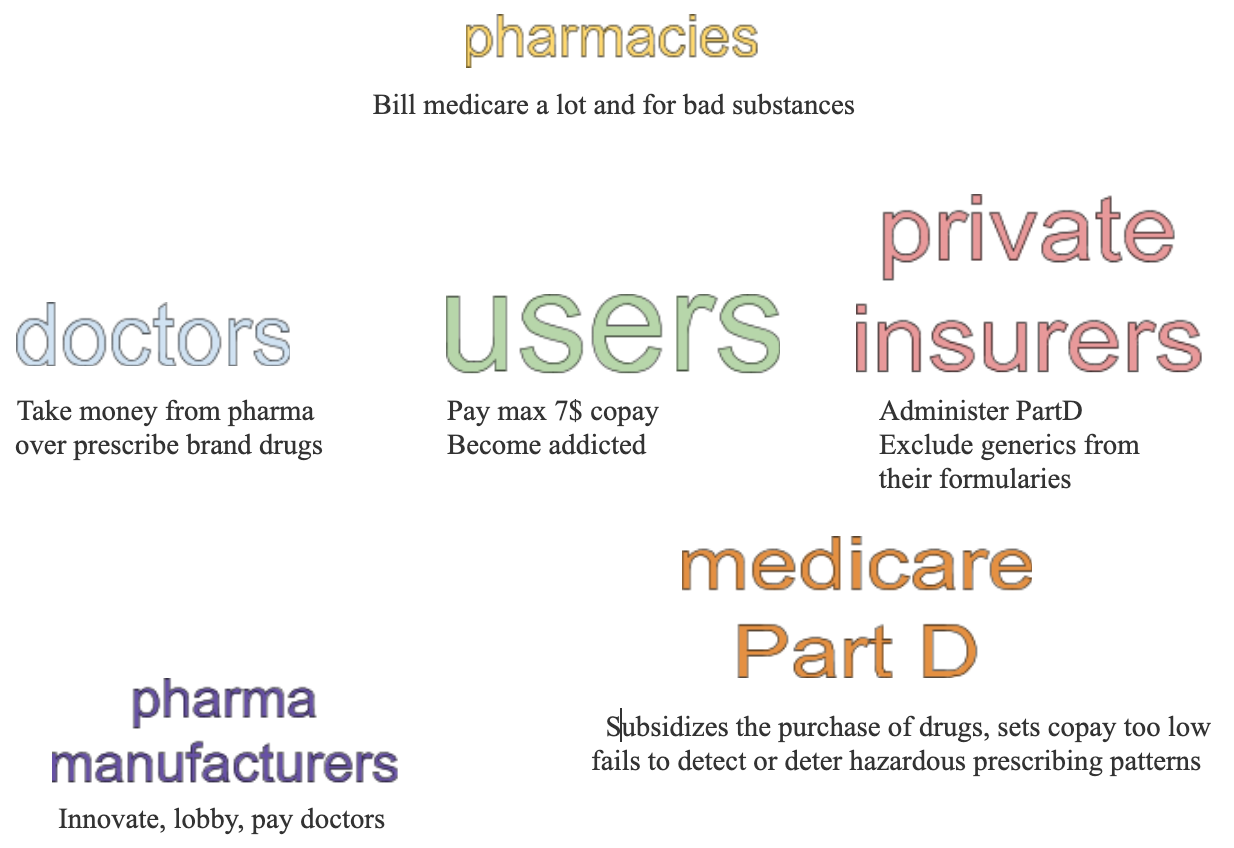 pharmacies
Bill medicare a lot and for bad substances
doctors
Take money from pharma
over prescribe brand drugs
users
Pay max 7$ copay
Become addicted
private
insurers
Administer PartD
Exclude generics from
their formularies
pharma
manufacturers
Innovate, lobby, pay doctors
medicare
Part D
Subsidizes the purchase of drugs, sets copay too low
fails to detect or deter hazardous prescribing patterns